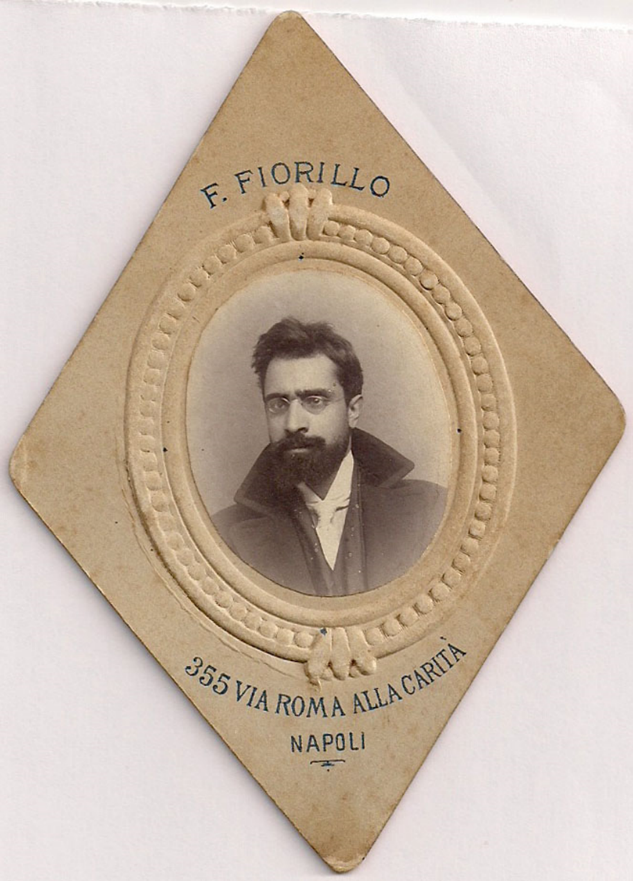 F. FIORILLO
355 VIA ROMA ALLA CARITÀ
NAPOLI